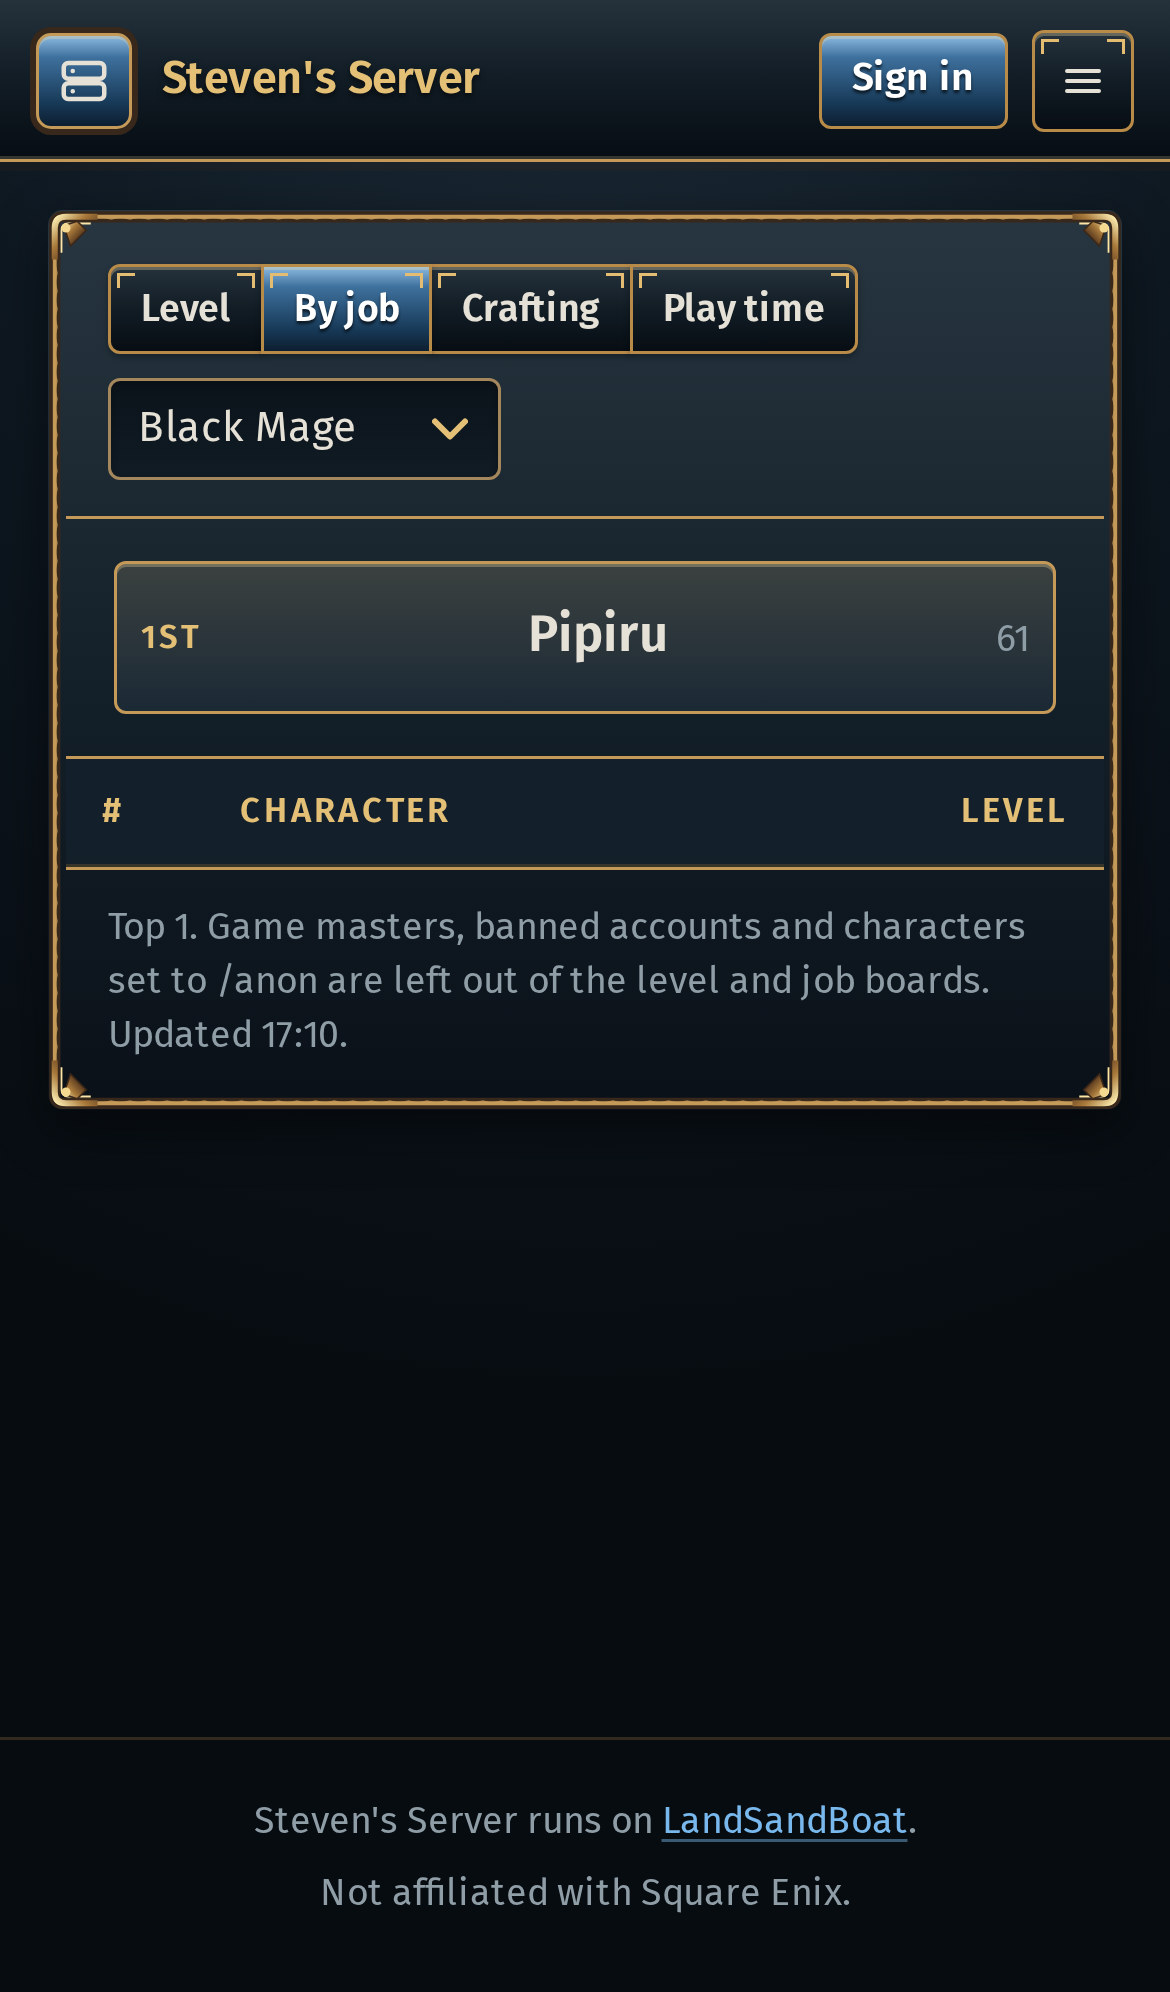 Steven's Server
Sign in
Level
By job
Crafting
Play time
Black Mage
1ST
Pipiru
61
# CHARACTER LEVEL
Top 1. Game masters, banned accounts and characters
set to /anon are left out of the level and job boards.
Updated 17:10.
Steven's Server runs on LandSandBoat.
Not affiliated with Square Enix.